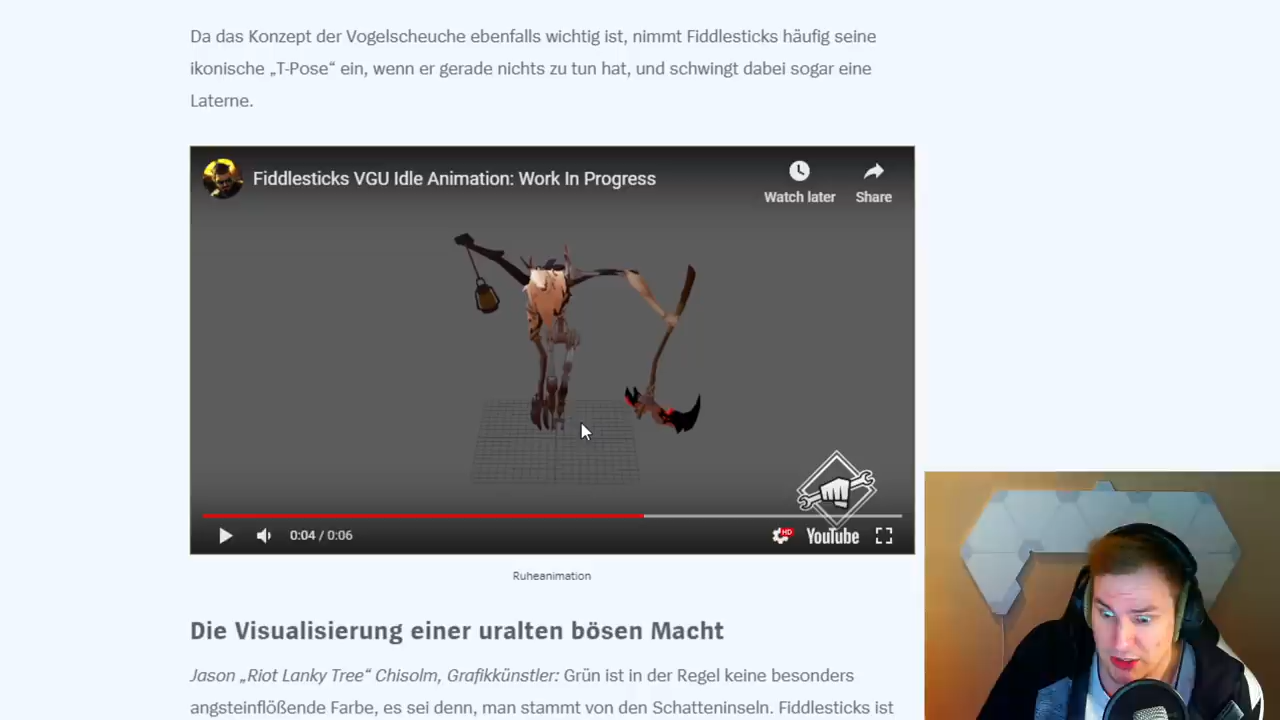 Da das Konzept der Vogelscheuche ebenfalls wichtig ist, nimmt Fiddlesticks häufig seine
ikonische „T-Pose“ ein, wenn er gerade nichts zu tun hat, und schwingt dabei sogar eine
Laterne.
Fiddlesticks VGU Idle Animation: Work In Progress
Watch later
Share
0:04 / 0:06
HD
YouTube
Ruheanimation
Die Visualisierung einer uralten bösen Macht
Jason „Riot Lanky Tree“ Chisolm, Grafikkünstler: Grün ist in der Regel keine besonders
angsteinflößende Farbe, es sei denn, man stammt von den Schatteninseln. Fiddlesticks ist